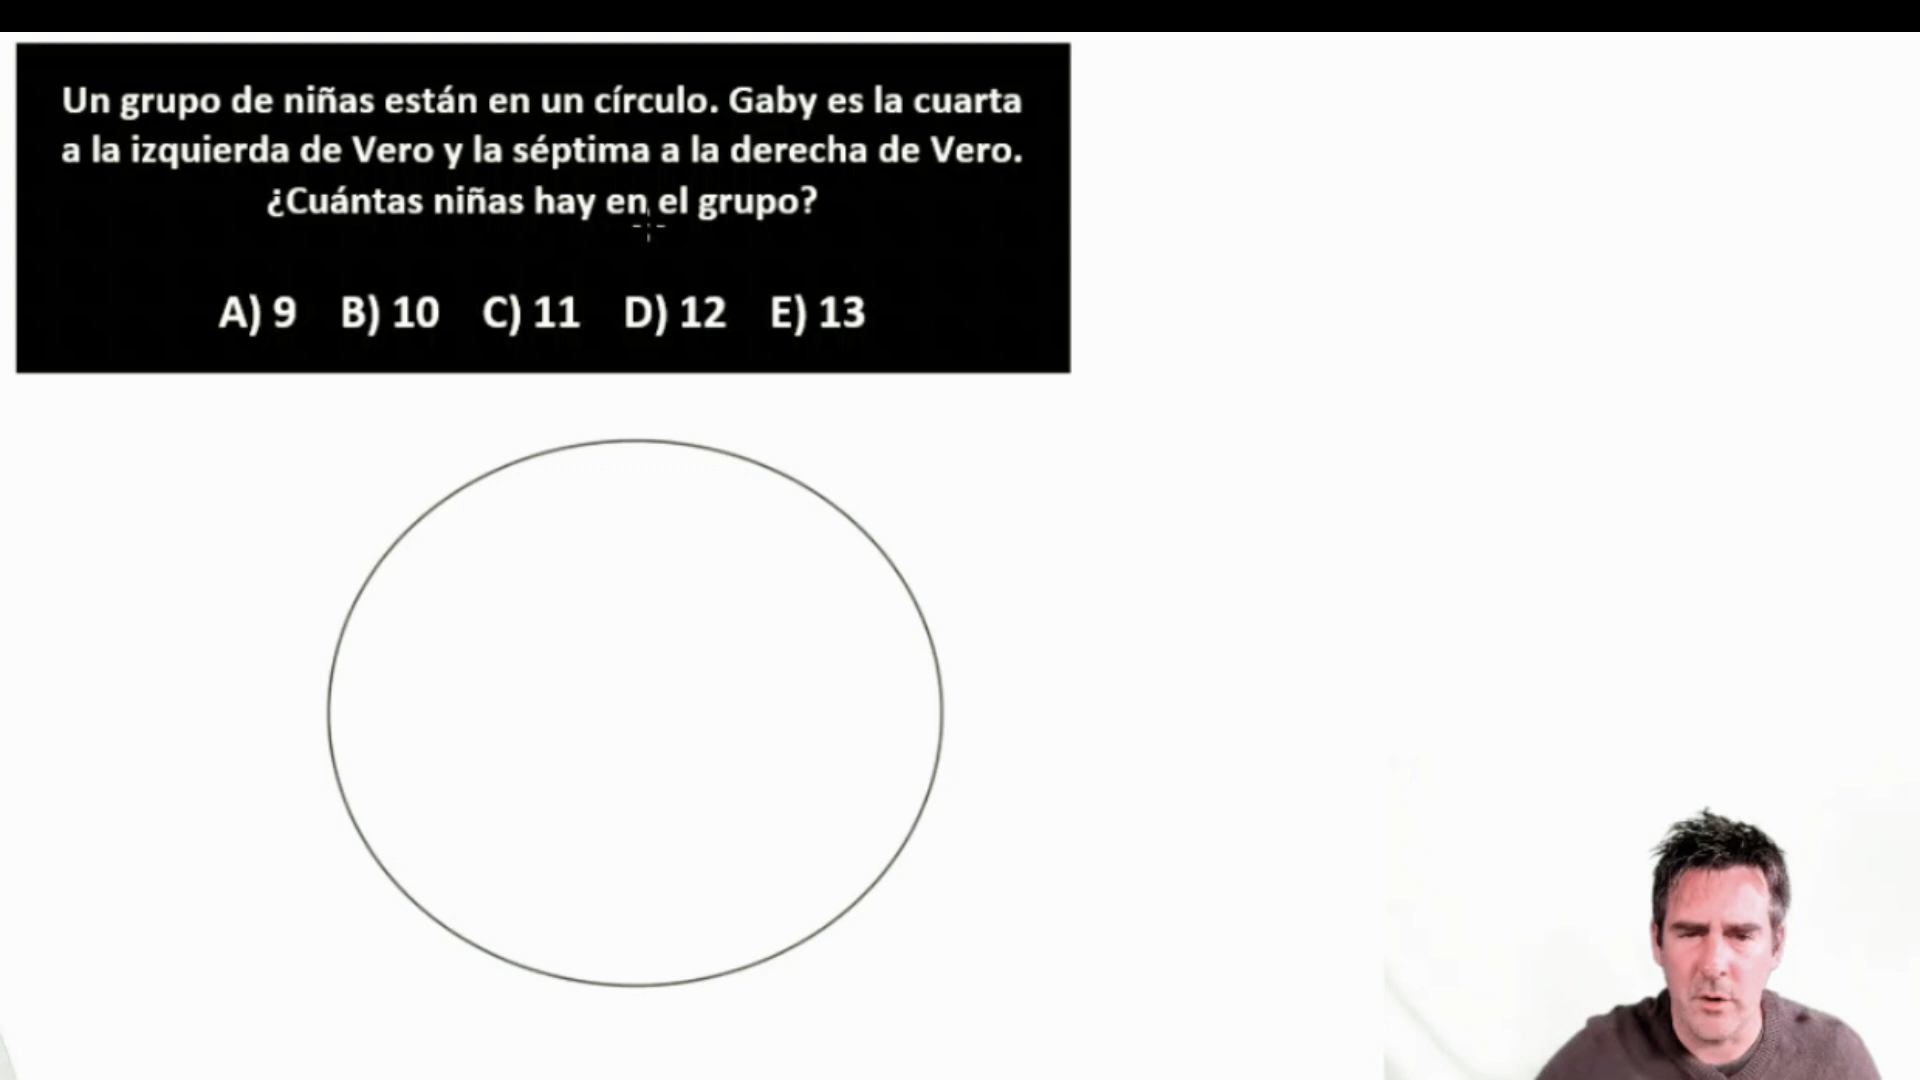 Un grupo de niñas están en un círculo. Gaby es la cuarta
a la izquierda de Vero y la séptima a la derecha de Vero.
¿Cuántas niñas hay en el grupo?
A) 9 B) 10 C) 11 D) 12 E) 13